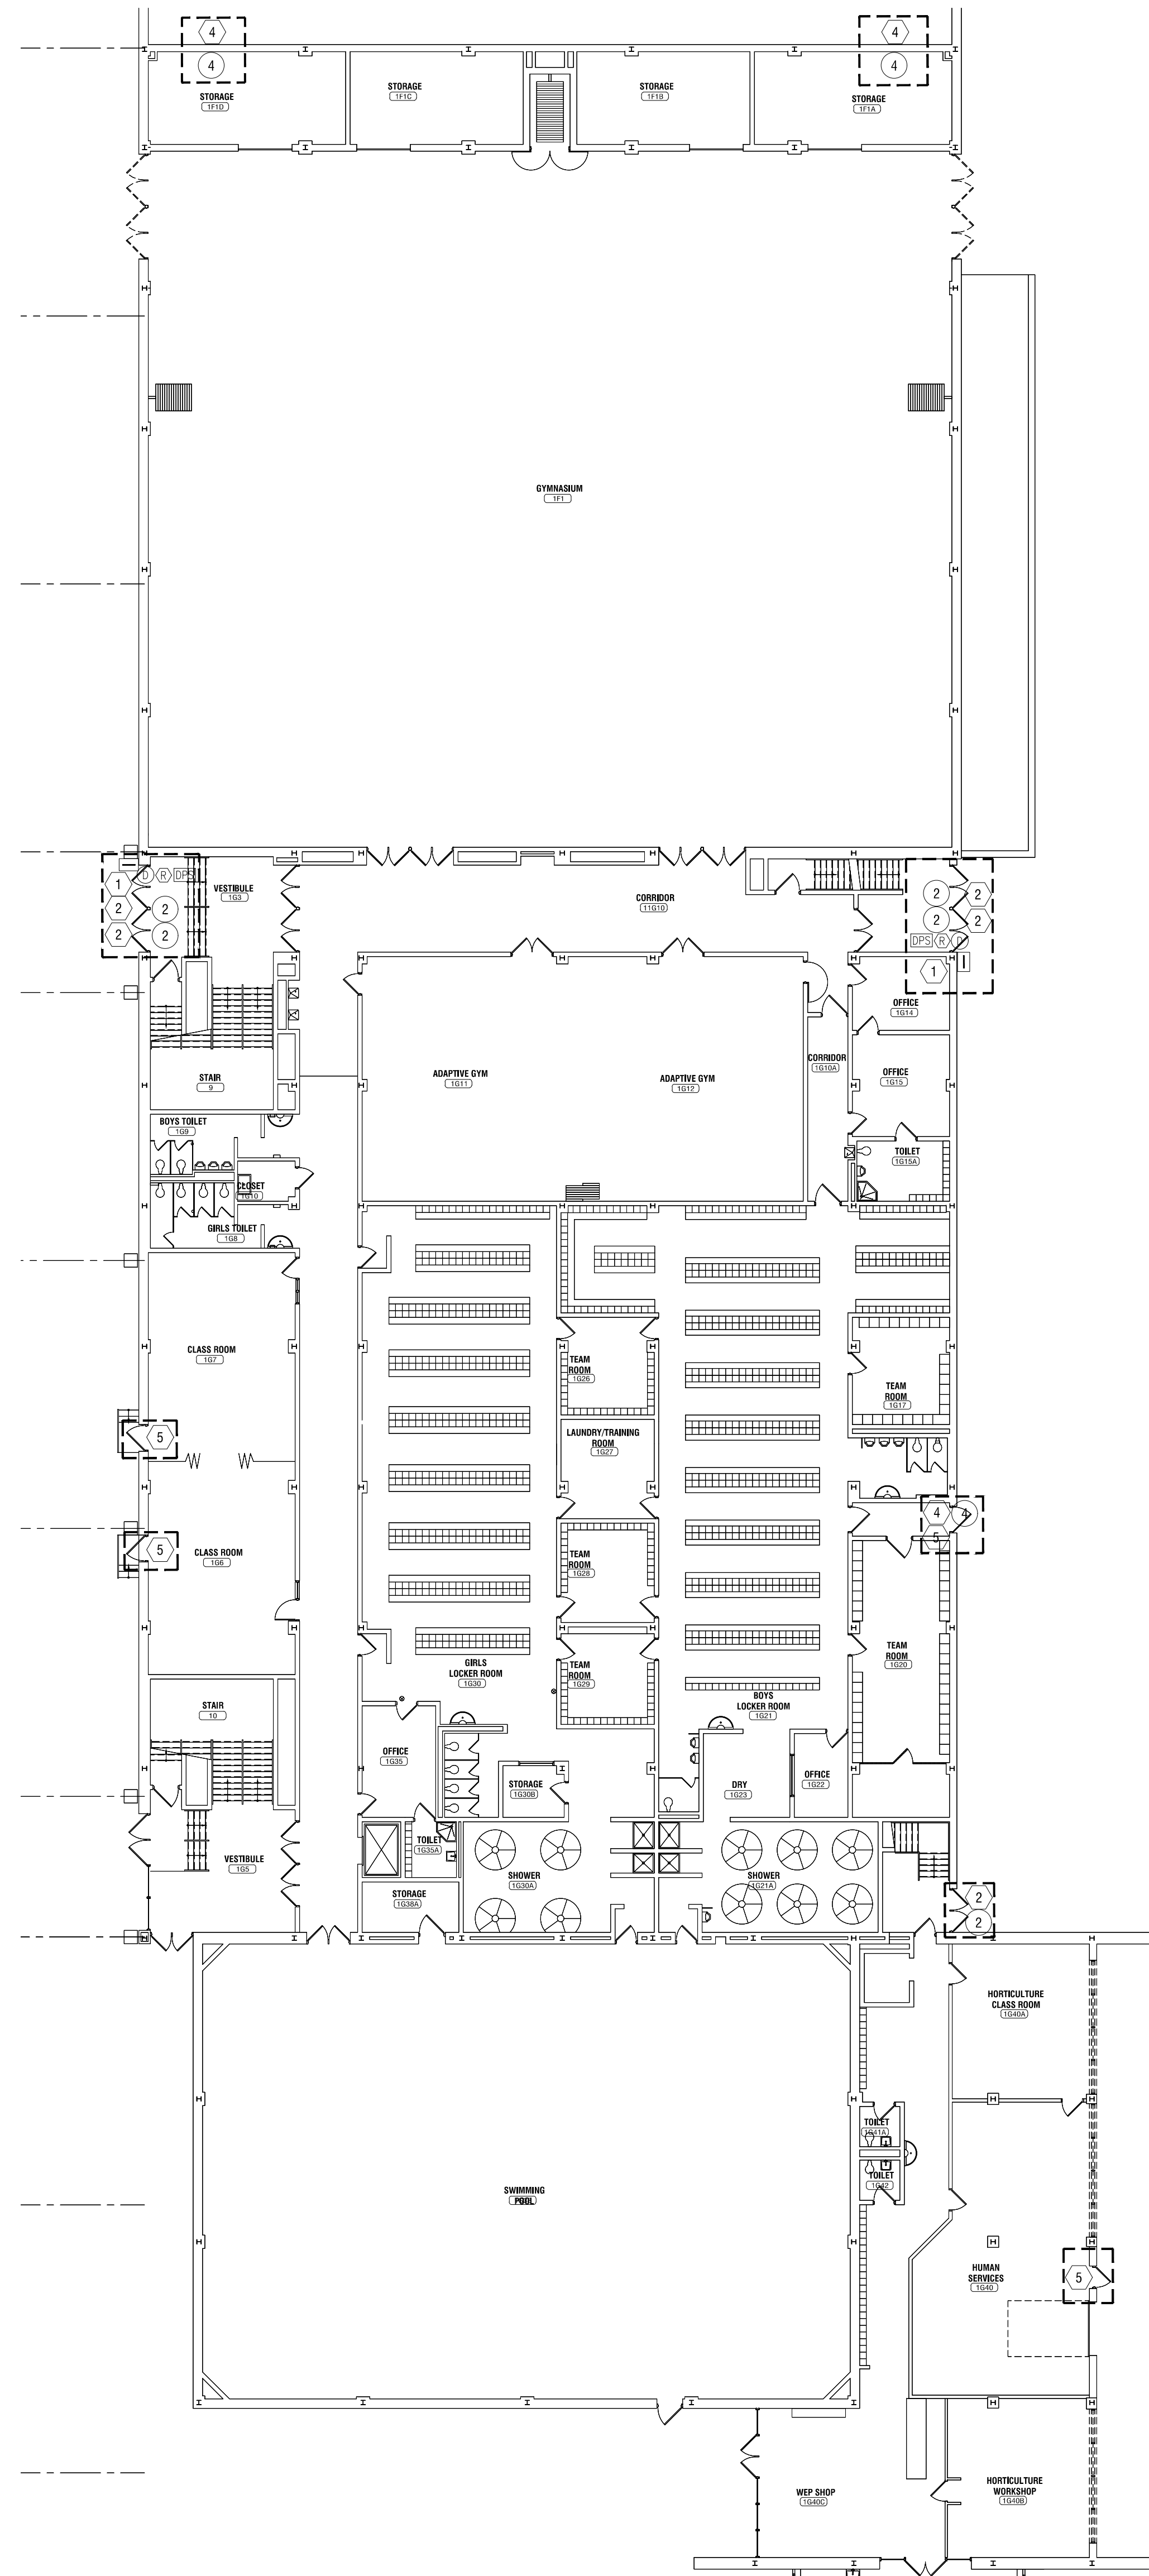 4
4
4
4
STORAGE
1F1D
STORAGE
1F1C
STORAGE
1F1B
STORAGE
1F1A
GYMNASIUM
1F1
D R DPS
1
2
2
2
2
VESTIBULE
1G3
CORRIDOR
11G10
2
2
2
2
DPS R D
1
OFFICE
1G14
STAIR
9
ADAPTIVE GYM
1G11
ADAPTIVE GYM
1G12
CORRIDOR
1G10A
OFFICE
1G15
BOYS TOILET
1G9
TOILET
1G15A
CLOSET
1G10
GIRLS TOILET
1G8
CLASS ROOM
1G7
TEAM
ROOM
1G26
TEAM
ROOM
1G17
5
LAUNDRY/TRAINING
ROOM
1G27
4
4
5
5
CLASS ROOM
1G6
TEAM
ROOM
1G28
TEAM
ROOM
1G20
GIRLS
LOCKER ROOM
1G30
TEAM
ROOM
1G29
BOYS
LOCKER ROOM
1G21
STAIR
10
OFFICE
1G35
STORAGE
1G30B
DRY
1G23
OFFICE
1G22
TOILET
1G35A
VESTIBULE
1G5
SHOWER
1G30A
SHOWER
1G21A
STORAGE
1G38A
2
2
HORTICULTURE
CLASS ROOM
1G40A
TOILET
1G41A
TOILET
1G42
SWIMMING
POOL
HUMAN
SERVICES
1G40
5
WEP SHOP
1G40C
HORTICULTURE
WORKSHOP
1G40B